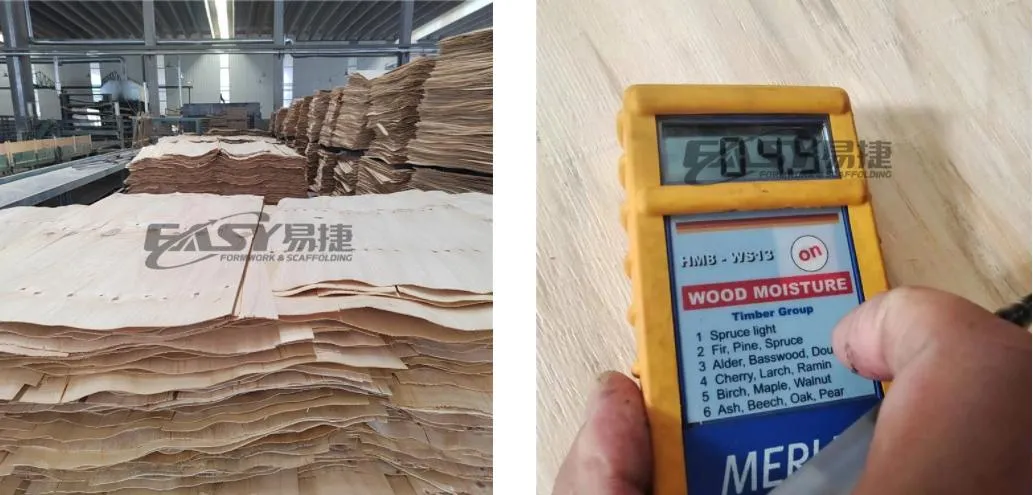 EASY易捷
FORMWORK & SCAFFOLDING
EASY易捷
FORMWORK & SCAFFOLDING
HM8 - WS13
on
WOOD MOISTURE
Timber Group
1 Spruce light
2 Fir, Pine, Spruce
3 Alder, Basswood, Dou
4 Cherry, Larch, Ramin
5 Birch, Maple, Walnut
6 Ash, Beech, Oak, Pear
MERL